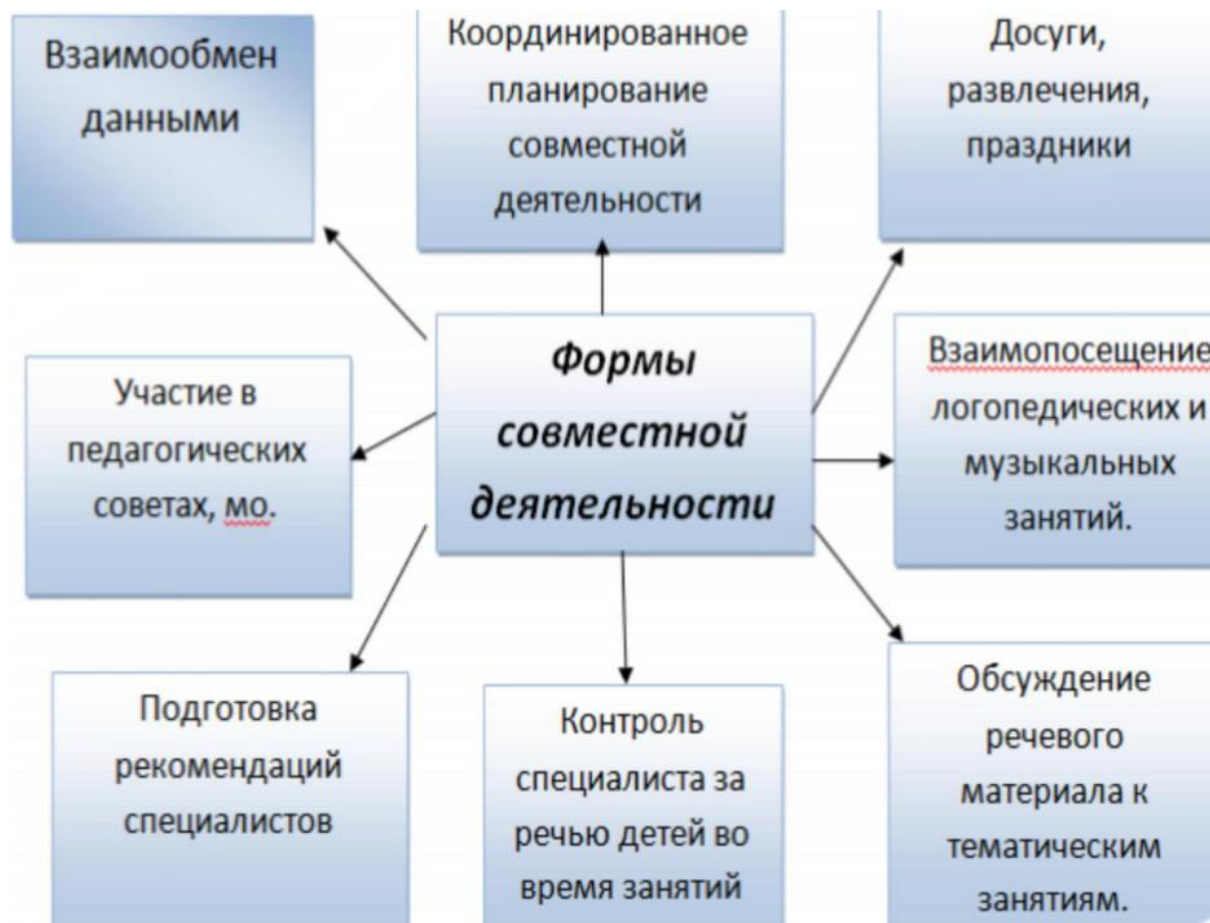 Взаимообмен
данными
Координированное
планирование
совместной
деятельности
Досуги,
развлечения,
праздники
Участие в
педагогических
советах, мо.
Формы
совместной
деятельности
Взаимопосещение
логопедических и
музыкальных
занятий.
Подготовка
рекомендаций
специалистов
Контроль
специалиста за
речью детей во
время занятий
Обсуждение
речевого
материала к
тематическим
занятиям.